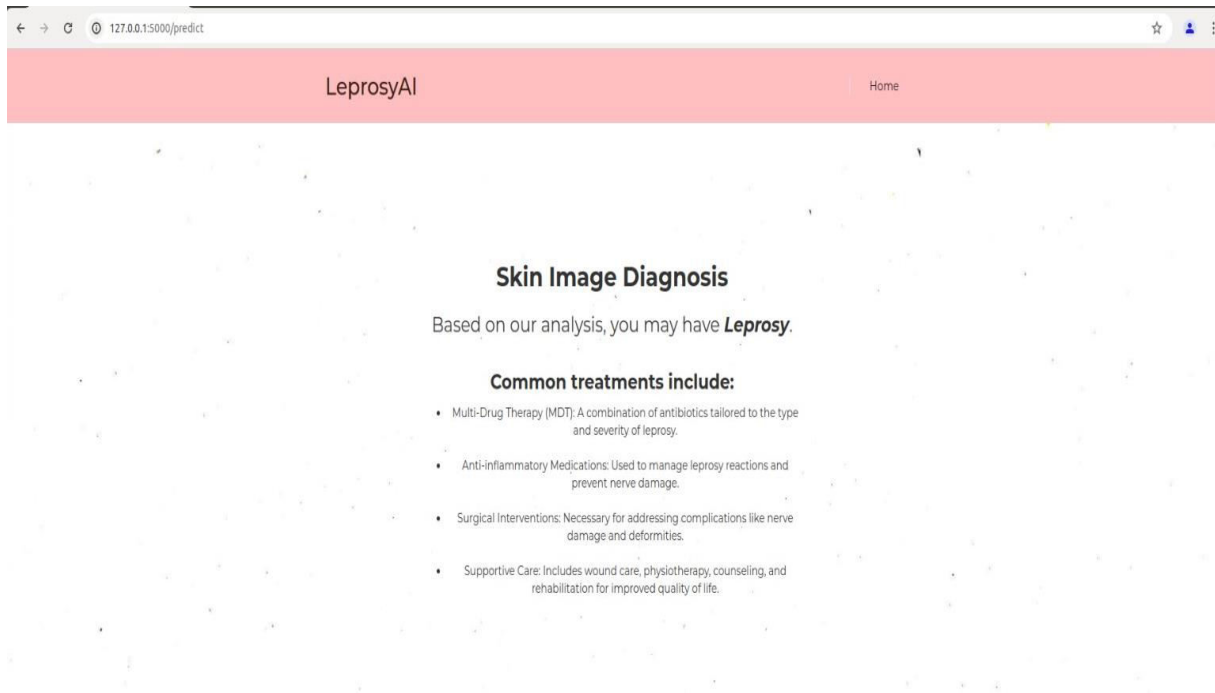 127.0.0.1:5000/predict
LeprosyAI
Home
Skin Image Diagnosis
Based on our analysis, you may have Leprosy.
Common treatments include:
• Multi-Drug Therapy (MDT): A combination of antibiotics tailored to the type
and severity of leprosy.
• Anti-inflammatory Medications: Used to manage leprosy reactions and
prevent nerve damage.
• Surgical Interventions: Necessary for addressing complications like nerve
damage and deformities.
• Supportive Care: Includes wound care, physiotherapy, counseling, and
rehabilitation for improved quality of life.